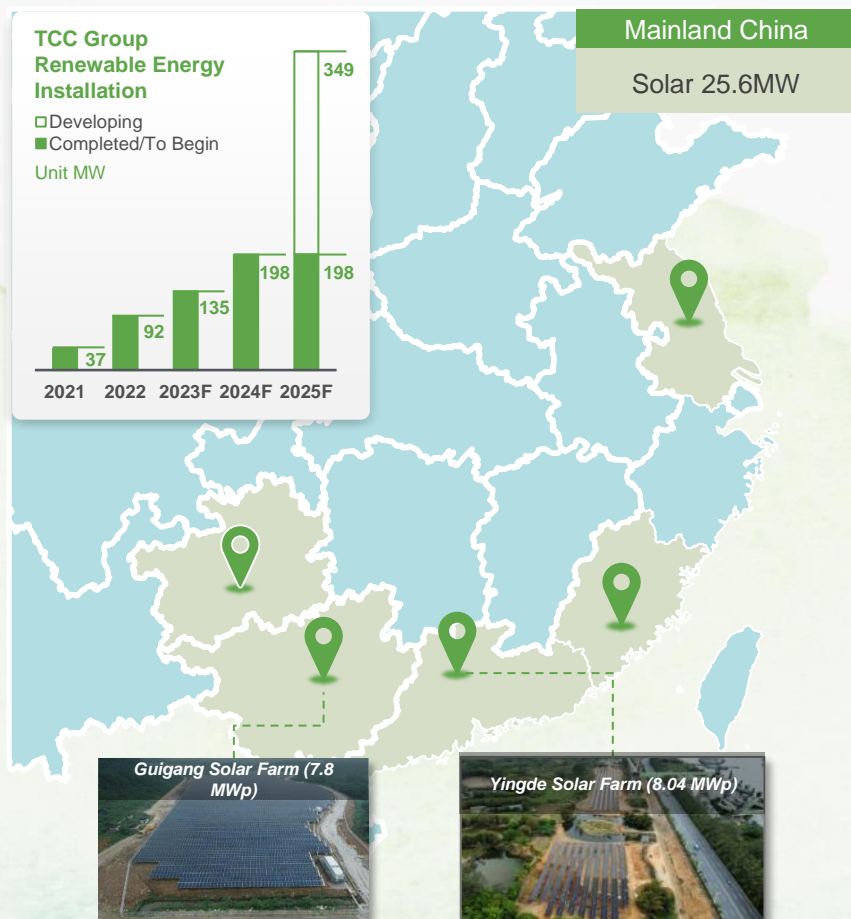 TCC Group
Renewable Energy
Installation
Developing
Completed/To Begin
Unit MW
349
198
198
135
92
37
2021 2022 2023F 2024F 2025F
Mainland China
Solar 25.6MW
Guigang Solar Farm (7.8
MWp)
Yingde Solar Farm (8.04 MWp)